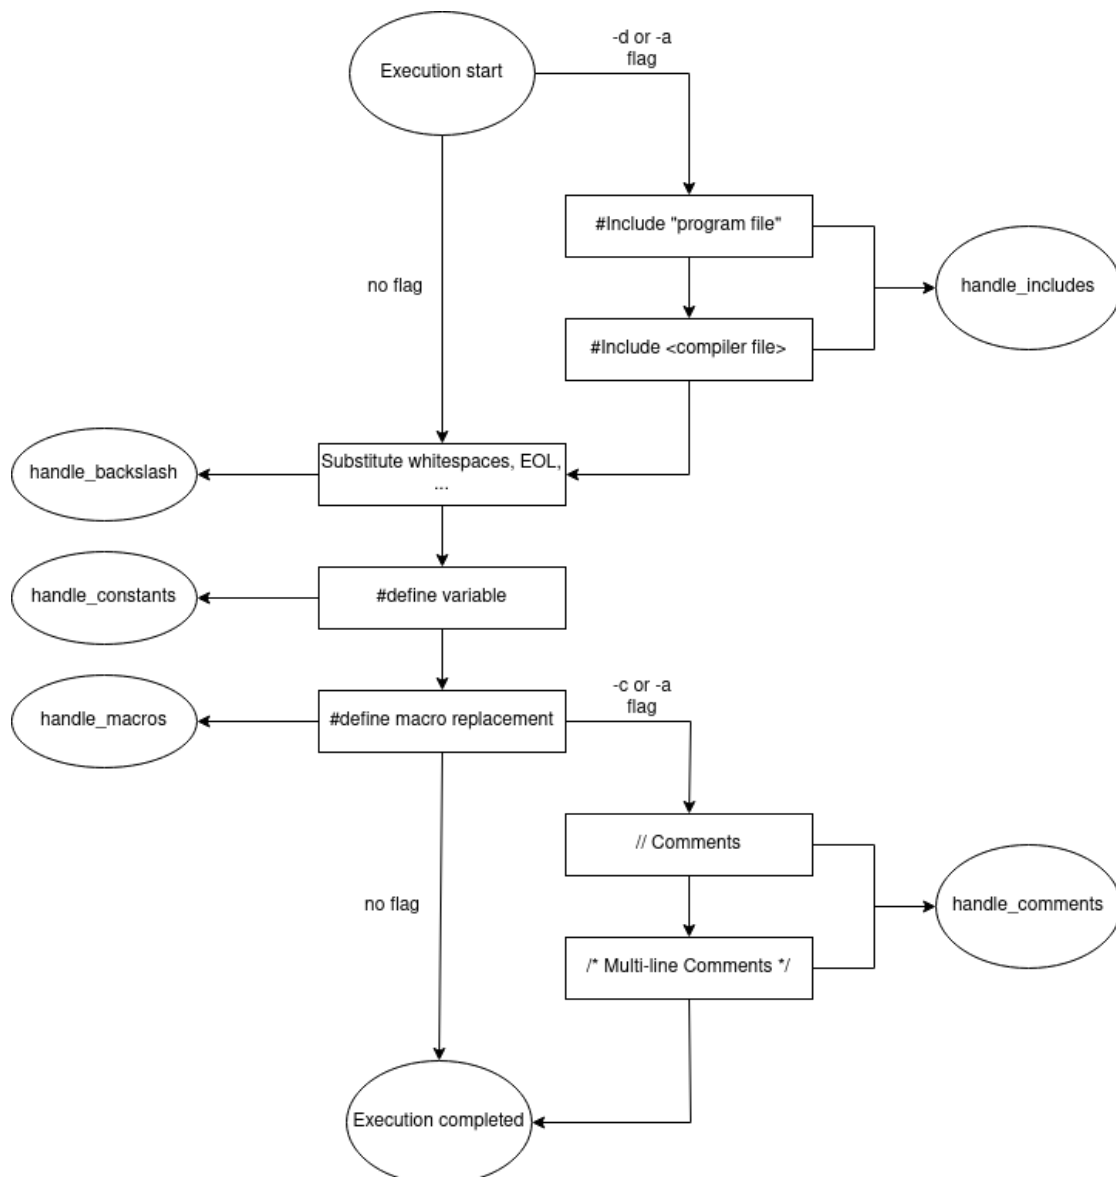 Execution start
-d or -a
flag
#Include "program file"
no flag
handle_includes
#Include <compiler file>
handle_backslash
Substitute whitespaces, EOL,
...
handle_constants
#define variable
-c or -a
flag
handle_macros
#define macro replacement
// Comments
no flag
handle_comments
/* Multi-line Comments */
Execution completed